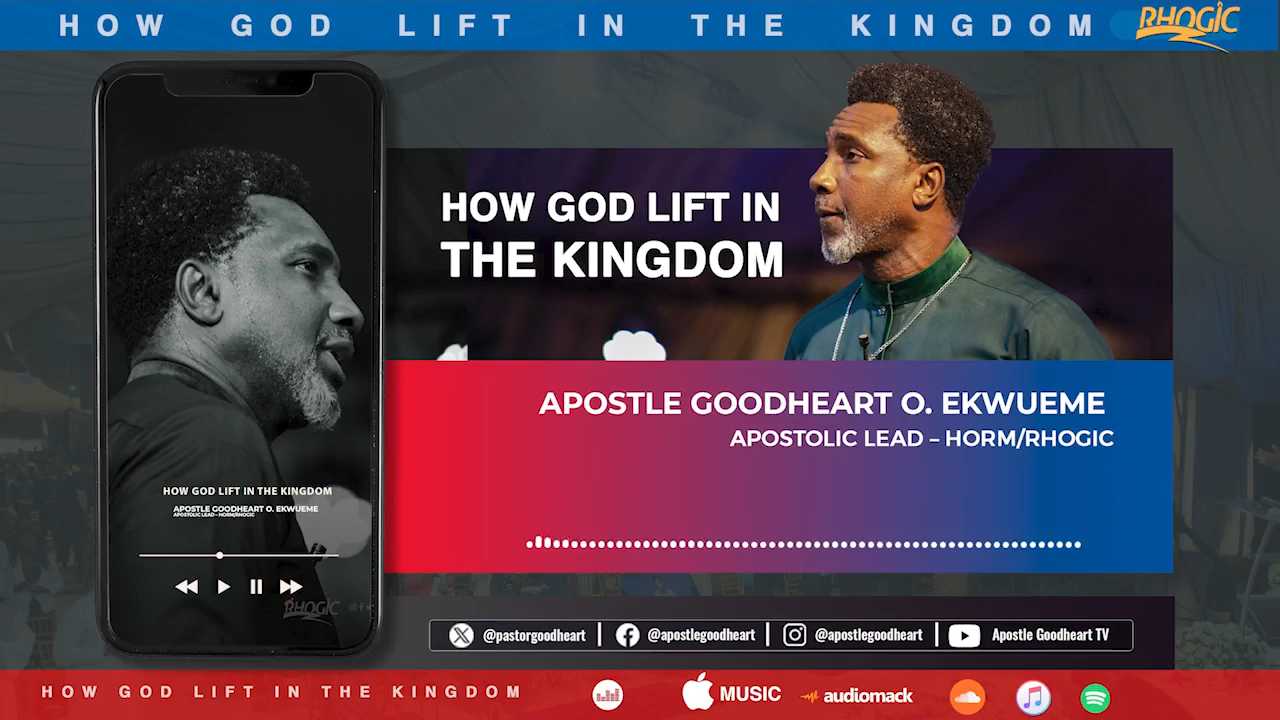 HOW GOD LIFT IN THE KINGDOM
RHOGIC
HOW GOD LIFT IN
THE KINGDOM
APOSTLE GOODHEART O. EKWUEME
APOSTOLIC LEAD – HORM/RHOGIC
HOW GOD LIFT IN THE KINGDOM
APOSTLE GOODHEART O. EKWUEME
APOSTOLIC LEAD – HORM/RHOGIC
RHOGIC
@pastorgoodheart | @apostlegoodheart | @apostlegoodheart | Apostle Goodheart TV
HOW GOD LIFT IN THE KINGDOM
MUSIC
audiomack